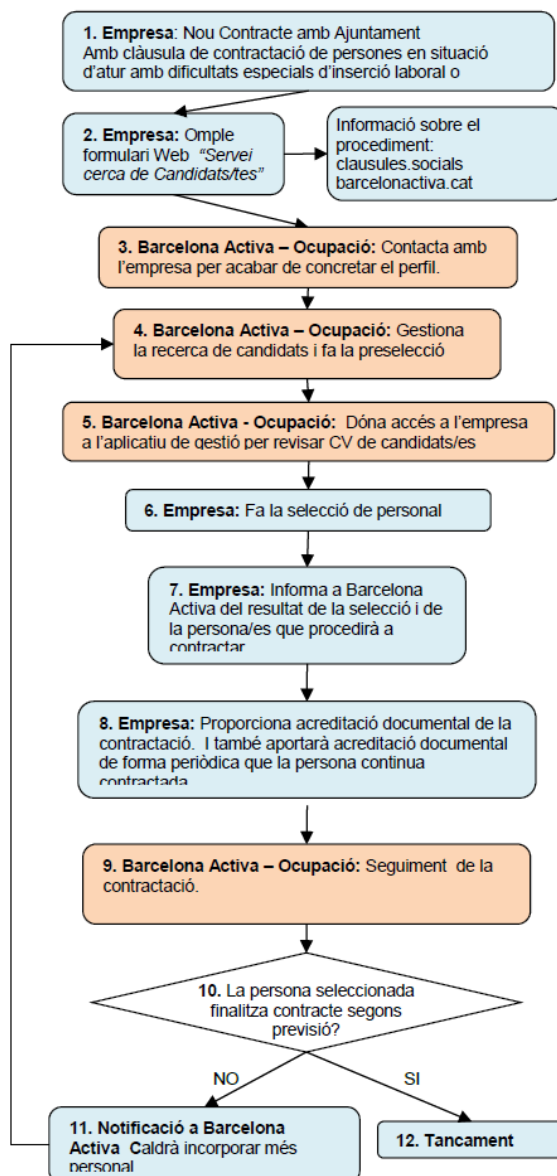 1. Empresa: Nou Contracte amb Ajuntament
Amb clàusula de contractació de persones en situació
d’atur amb dificultats especials d’inserció laboral o
2. Empresa: Omple
formulari Web “Servei
cerca de Candidats/tes”
Informació sobre el
procediment:
clausules.socials
barcelonactiva.cat
3. Barcelona Activa – Ocupació: Contacta amb
l’empresa per acabar de concretar el perfil.
4. Barcelona Activa – Ocupació: Gestiona
la recerca de candidats i fa la preselecció
5. Barcelona Activa - Ocupació: Dóna accés a l’empresa
a l’aplicatiu de gestió per revisar CV de candidats/es
6. Empresa: Fa la selecció de personal
7. Empresa: Informa a Barcelona
Activa del resultat de la selecció i de
la persona/es que procedirà a
contractar
8. Empresa: Proporciona acreditació documental de la
contractació. I també aportarà acreditació documental
de forma periòdica que la persona continua
contractada
9. Barcelona Activa – Ocupació: Seguiment de la
contractació.
10. La persona seleccionada
finalitza contracte segons
previsió?
NO
SI
11. Notificació a Barcelona
Activa Caldrà incorporar més
personal
12. Tancament